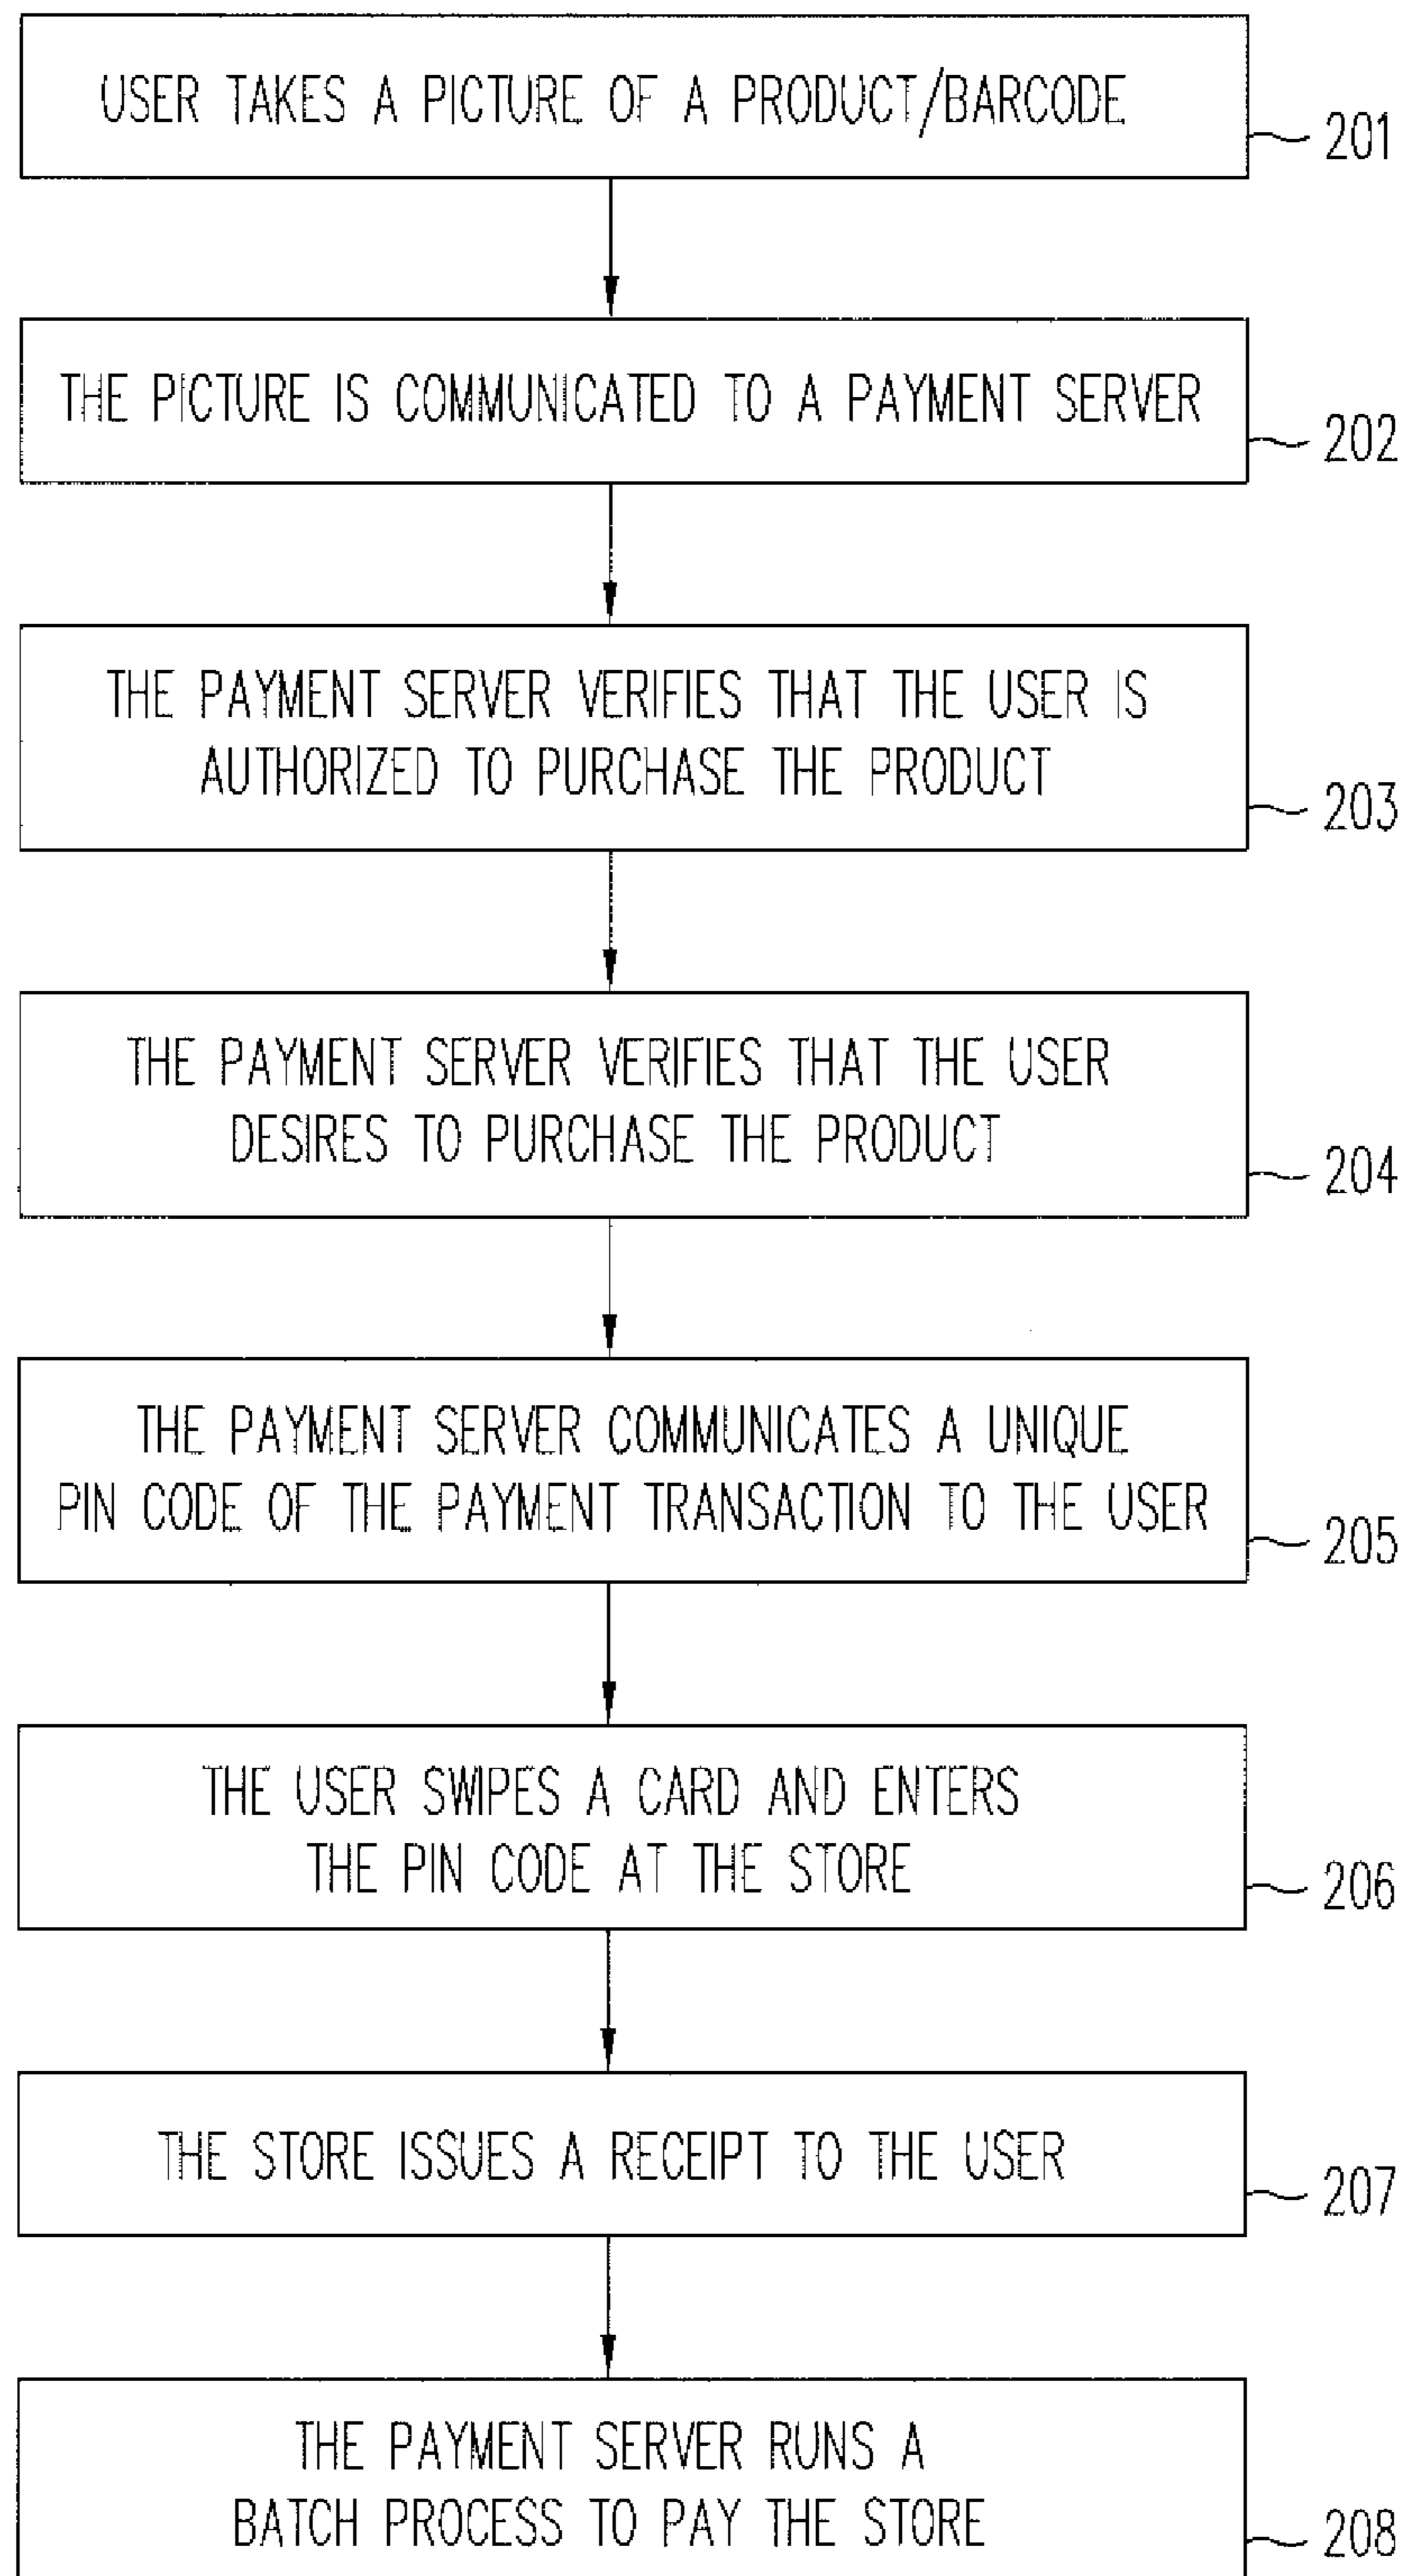 USER TAKES A PICTURE OF A PRODUCT/BARCODE
201
THE PICTURE IS COMMUNICATED TO A PAYMENT SERVER
202
THE PAYMENT SERVER VERIFIES THAT THE USER IS
AUTHORIZED TO PURCHASE THE PRODUCT
203
THE PAYMENT SERVER VERIFIES THAT THE USER
DESIRES TO PURCHASE THE PRODUCT
204
THE PAYMENT SERVER COMMUNICATES A UNIQUE
PIN CODE OF THE PAYMENT TRANSACTION TO THE USER
205
THE USER SWIPES A CARD AND ENTERS
THE PIN CODE AT THE STORE
206
THE STORE ISSUES A RECEIPT TO THE USER
207
THE PAYMENT SERVER RUNS A
BATCH PROCESS TO PAY THE STORE
208